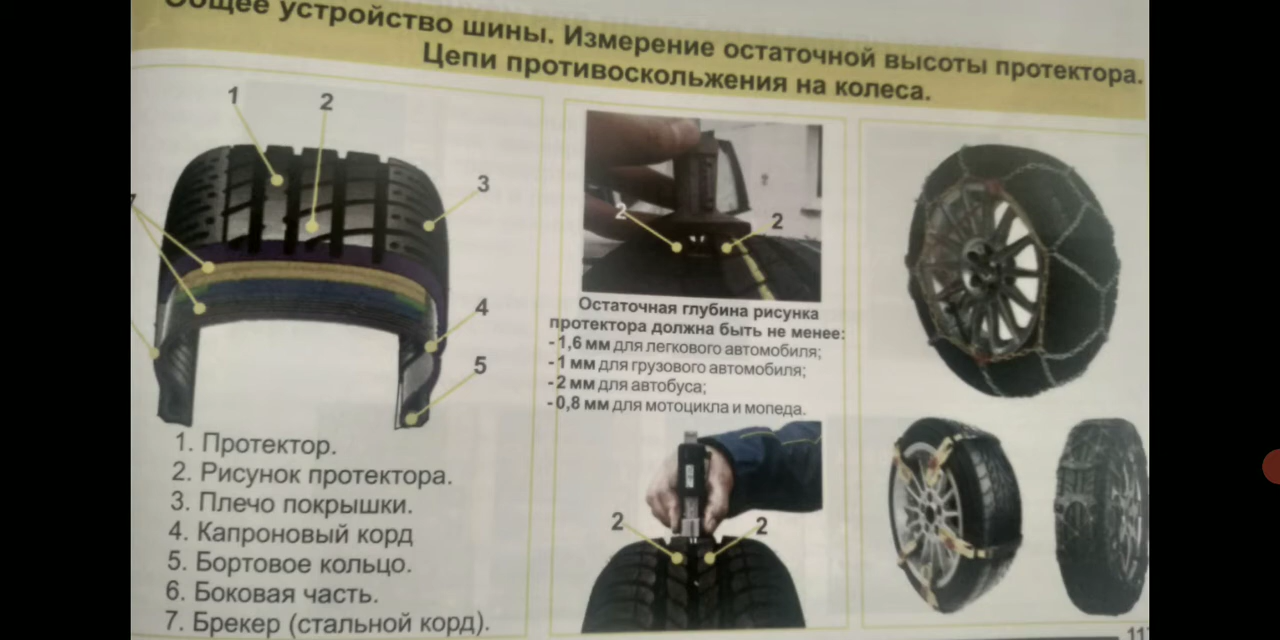 Общее устройство шины. Измерение остаточной высоты протектора.
Цепи противоскольжения на колеса.
1
2
3
7
4
5
1. Протектор.
2. Рисунок протектора.
3. Плечо покрышки.
4. Капроновый корд
5. Бортовое кольцо.
6. Боковая часть.
7. Брекер (стальной корд).
2
2
Остаточная глубина рисунка
протектора должна быть не менее:
- 1,6 мм для легкового автомобиля;
- 1 мм для грузового автомобиля;
- 2 мм для автобуса;
- 0,8 мм для мотоцикла и мопеда.
2
2